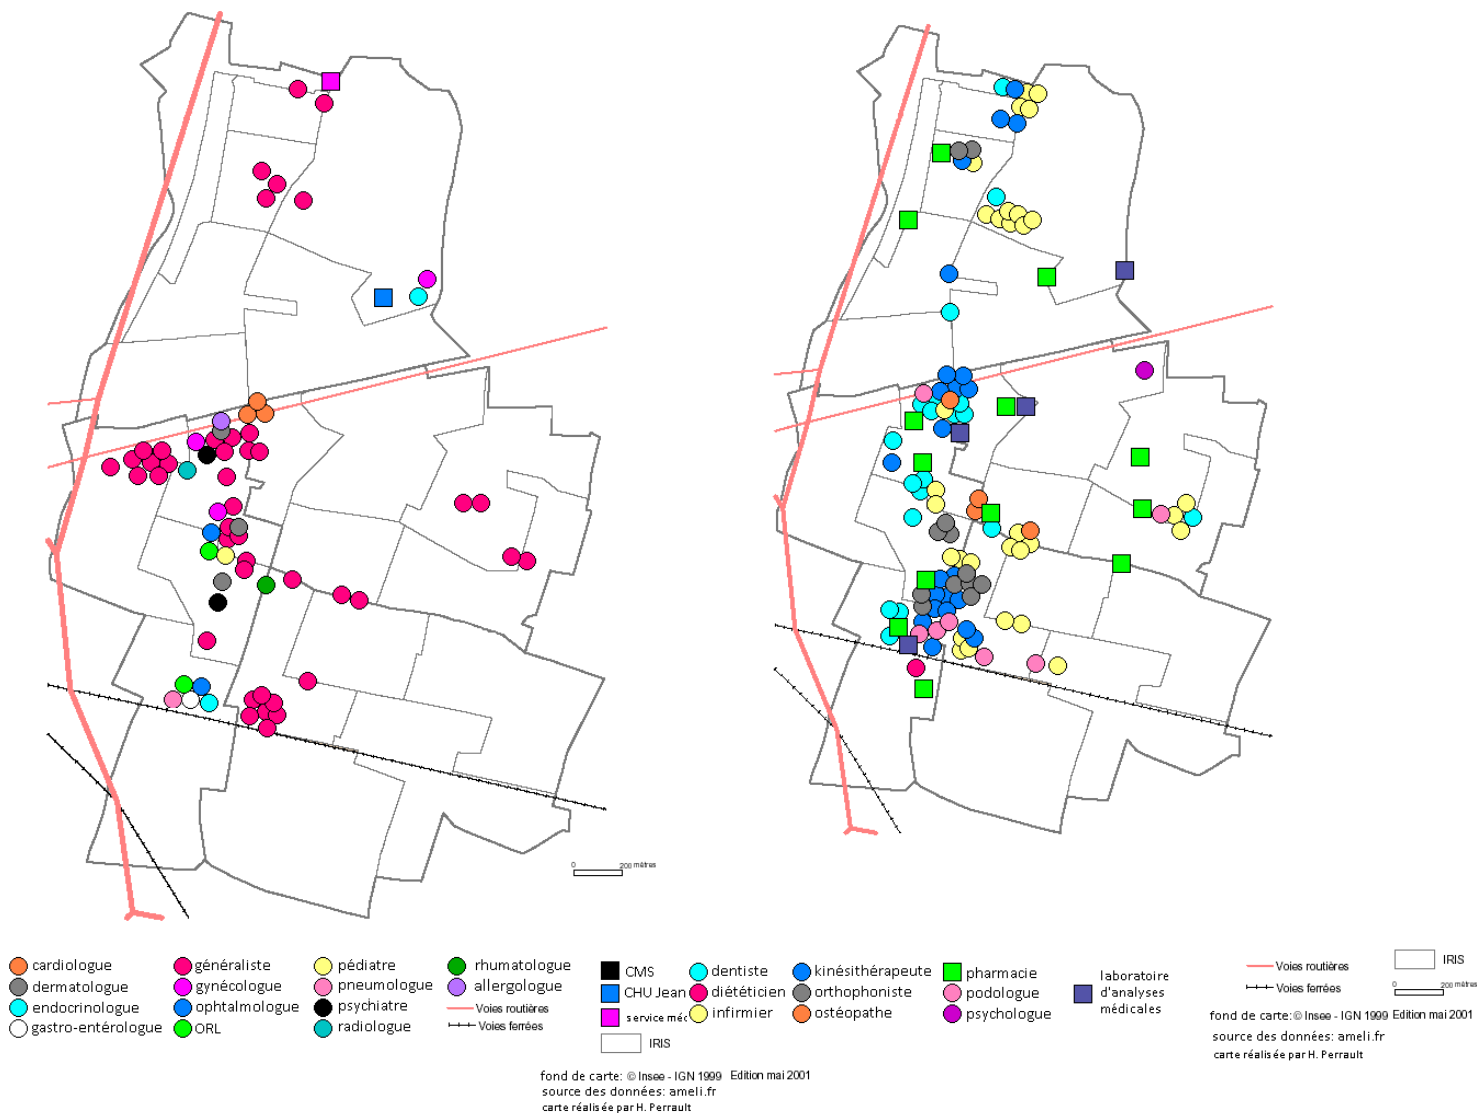 0 200 mètres
cardiologue
dermatologue
endocrinologue
gastro-entérologue
généraliste
gynécologue
ophtalmologue
ORL
pédiatre
pneumologue
psychiatre
radiologue
rhumatologue
allergologue
Voies routières
Voies ferrées
CMS
CHU Jean
service méd
IRIS
fond de carte: © Insee - IGN 1999 Edition mai 2001
source des données: ameli.fr
carte réalisée par H. Perrault
dentiste
diététicien
infirmier
kinésithérapeute
orthophoniste
ostéopathe
pharmacie
podologue
psychologue
laboratoire
d'analyses
médicales
Voies routières
Voies ferrées
IRIS
0 200 mètres
fond de carte: © Insee - IGN 1999 Edition mai 2001
source des données: ameli.fr
carte réalisée par H. Perrault